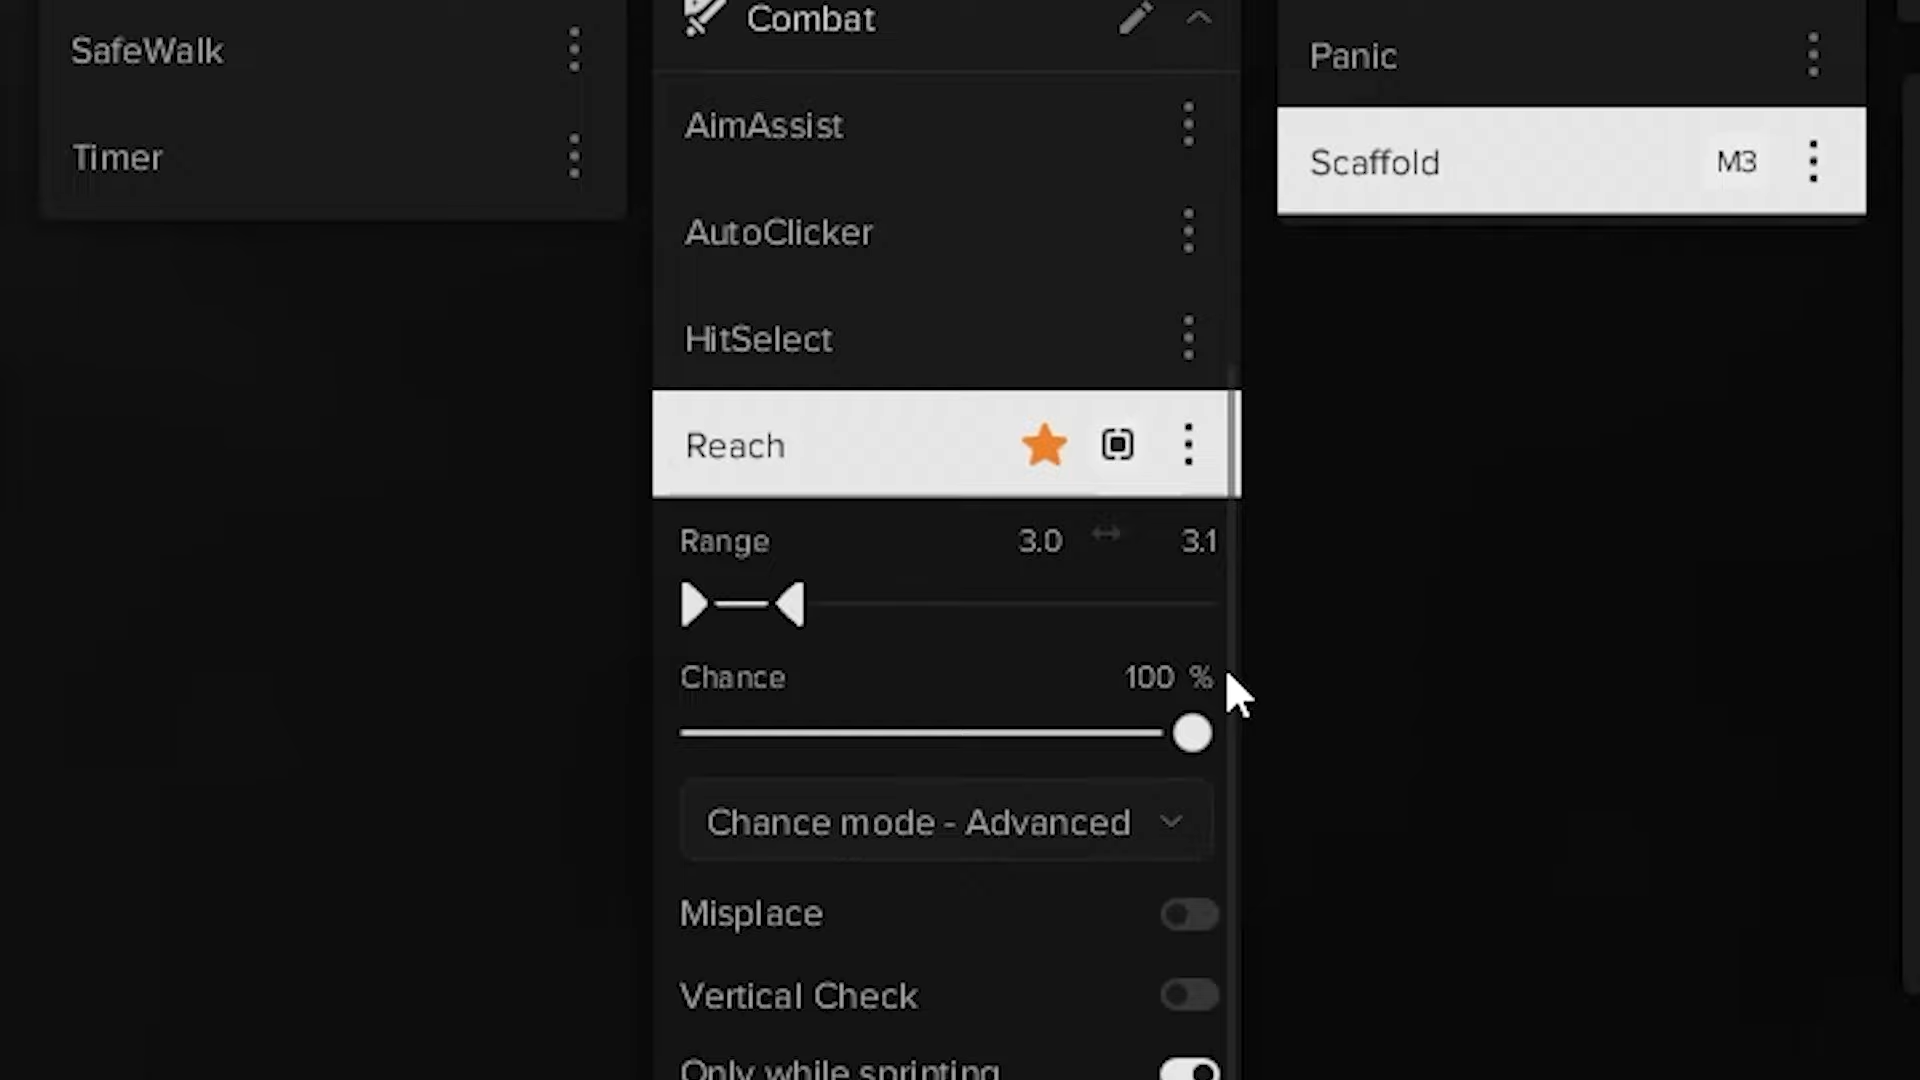 SafeWalk
Timer
Combat
AimAssist
AutoClicker
HitSelect
Reach
Range 3.0 ↔ 3.1
Chance 100 %
Chance mode - Advanced
Misplace
Vertical Check
Only while sprinting
Panic
Scaffold M3